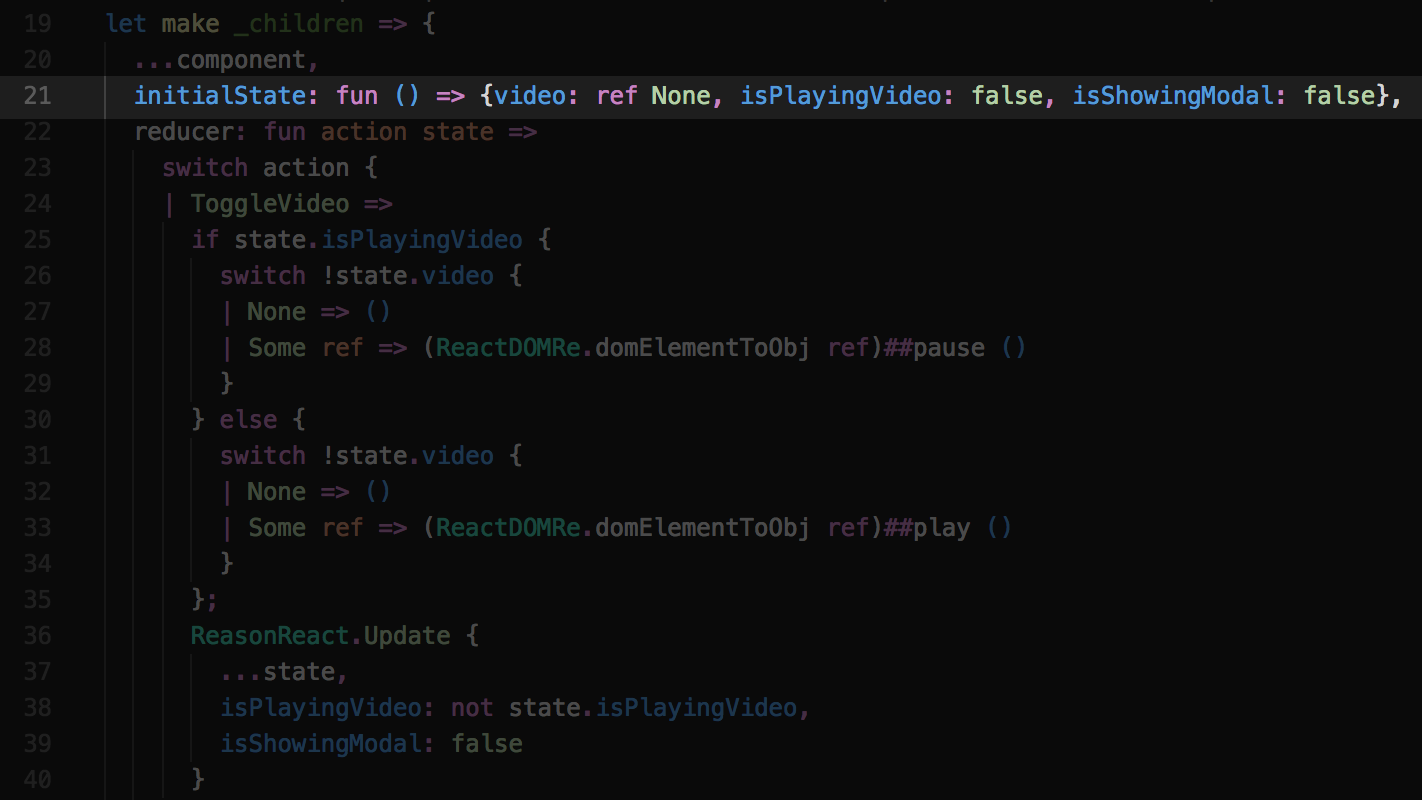 19 let make _children => {
20 ...component,
21 initialState: fun () => {video: ref None, isPlayingVideo: false, isShowingModal: false},
22 reducer: fun action state =>
23 switch action {
24 | ToggleVideo =>
25 if state.isPlayingVideo {
26 switch !state.video {
27 | None => ()
28 | Some ref => (ReactDOMRe.domElementToObj ref)##pause ()
29 }
30 } else {
31 switch !state.video {
32 | None => ()
33 | Some ref => (ReactDOMRe.domElementToObj ref)##play ()
34 }
35 };
36 ReasonReact.Update {
37 ...state,
38 isPlayingVideo: not state.isPlayingVideo,
39 isShowingModal: false
40 }